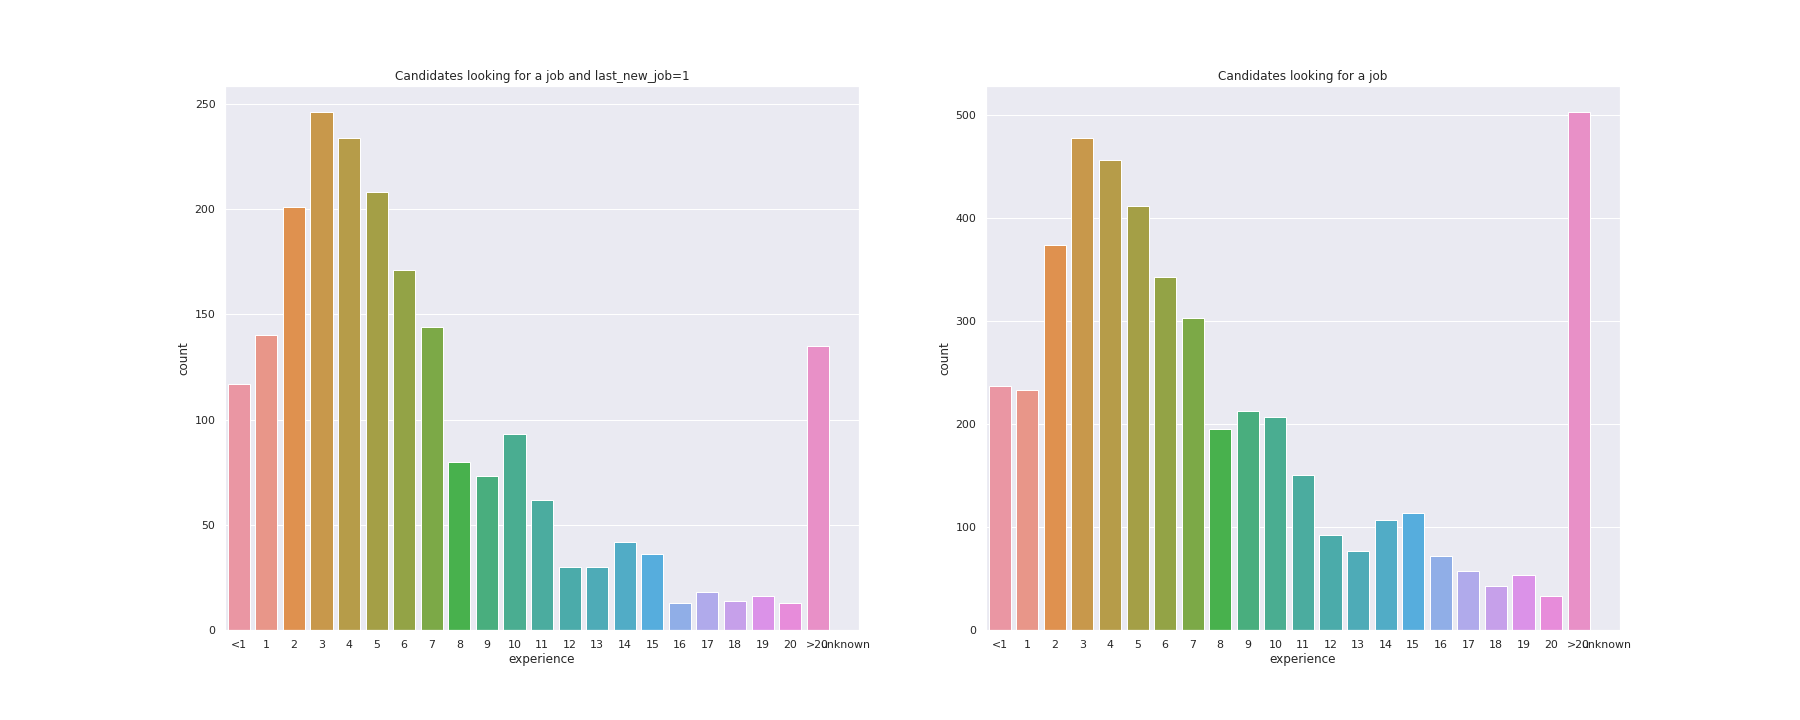 Candidates looking for a job and last_new_job=1
250
200
150
100
50
0
count
<1 1 2 3 4 5 6 7 8 9 10 11 12 13 14 15 16 17 18 19 20 >20 unknown
experience
Candidates looking for a job
500
400
300
200
100
0
count
<1 1 2 3 4 5 6 7 8 9 10 11 12 13 14 15 16 17 18 19 20 >20 unknown
experience